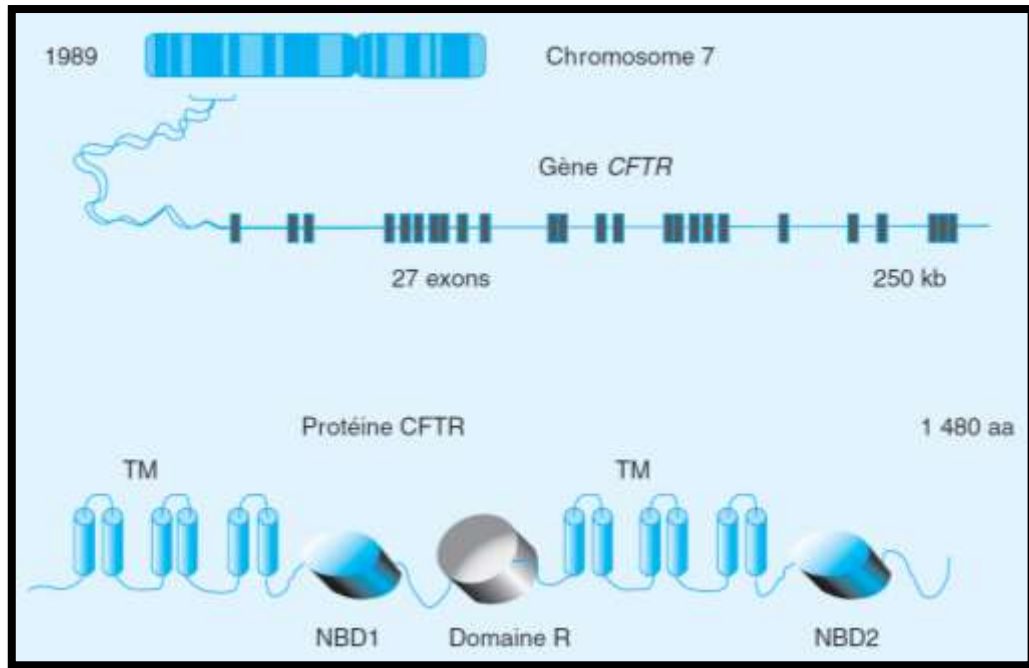 1989
Chromosome 7
Gène CFTR
27 exons
250 kb
Protéine CFTR
1 480 aa
TM
TM
NBD1
Domaine R
NBD2